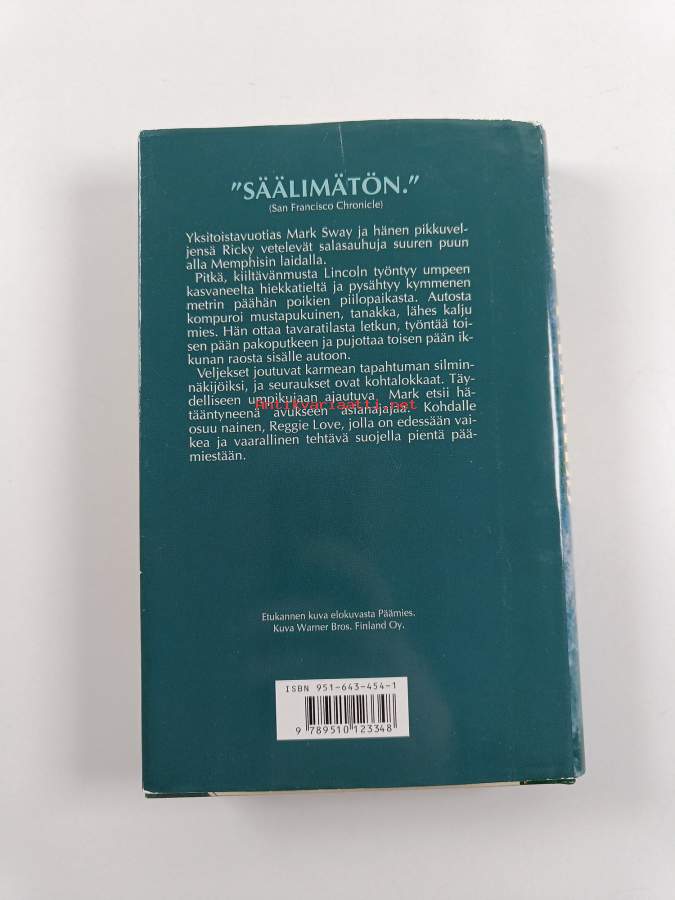 "SÄÄLIMÄTÖN."
(San Francisco Chronicle)
Yksitoistavuotias Mark Sway ja hänen pikkuvel-
jensä Ricky vetelevät salasauhuja suuren puun
alla Memphisin laidalla.
Pitkä, kiiltävänmusta Lincoln työntyy umpeen
kasvaneelta hiekkatieltä ja pysähtyy kymmenen
metrin päähän poikien piilopaikasta. Autosta
kompuroi mustapukuinen, tanakka, lähes kalju
mies. Hän ottaa tavaratilasta letkun, työntää toi-
sen pään pakoputkeen ja pujottaa toisen pään ik-
kunan raosta sisälle autoon.
Veljekset joutuvat karmean tapahtuman silmin-
näkijöiksi, ja seuraukset ovat kohtalokkaat. Täy-
delliseen umpikujaan ajautuva, Mark etsii hä-
Antikvariaatti.net
tääntyneenä avukseen asianajajaa. Kohdalle
osuu nainen, Reggie Love, jolla on edessään vai-
kea ja vaarallinen tehtävä suojella pientä pää-
miestään.
Etukannen kuva elokuvasta Päämies.
Kuva Warner Bros. Finland Oy.
ISBN 951-643-454-1
9 789510 123348